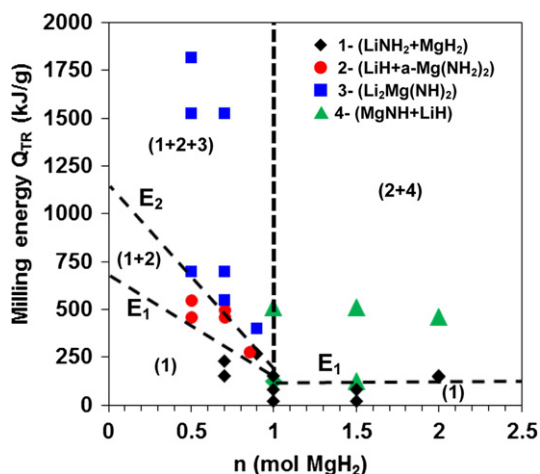 Milling energy Q_TR (kJ/g)
2000
1750
1500
1250
1000
750
500
250
0
1- (LiNH₂+MgH₂)
2- (LiH+a-Mg(NH₂)₂)
3- (Li₂Mg(NH)₂)
4- (MgNH+LiH)
(1+2+3)
(2+4)
E₂
(1+2)
E₁
(1)
E₁
(1)
0
0.5
1
1.5
2
2.5
n (mol MgH₂)